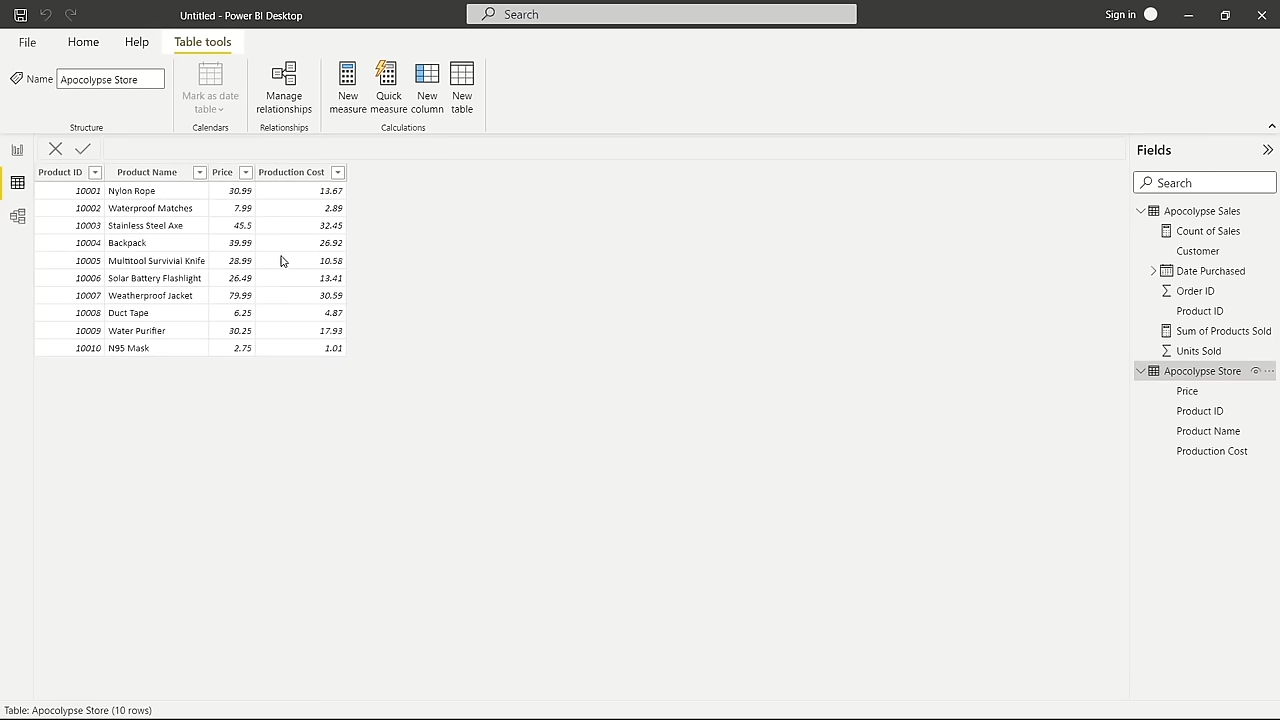 Untitled - Power BI Desktop
Search
Sign in
File
Home
Help
Table tools
Name
Apocolypse Store
Mark as date
table
Manage
relationships
New
measure
Quick
measure
New
column
New
table
Structure
Calendars
Relationships
Calculations
Fields
Search
Product ID Product Name Price Production Cost
10001 Nylon Rope 30.99 13.67
10002 Waterproof Matches 7.99 2.89
10003 Stainless Steel Axe 45.5 32.45
10004 Backpack 39.99 26.92
10005 Multitool Survivial Knife 28.99 10.58
10006 Solar Battery Flashlight 26.49 13.41
10007 Weatherproof Jacket 79.99 30.59
10008 Duct Tape 6.25 4.87
10009 Water Purifier 30.25 17.93
10010 N95 Mask 2.75 1.01
Apocolypse Sales
Count of Sales
Customer
Date Purchased
Order ID
Product ID
Sum of Products Sold
Units Sold
Apocolypse Store
Price
Product ID
Product Name
Production Cost
Table: Apocolypse Store (10 rows)